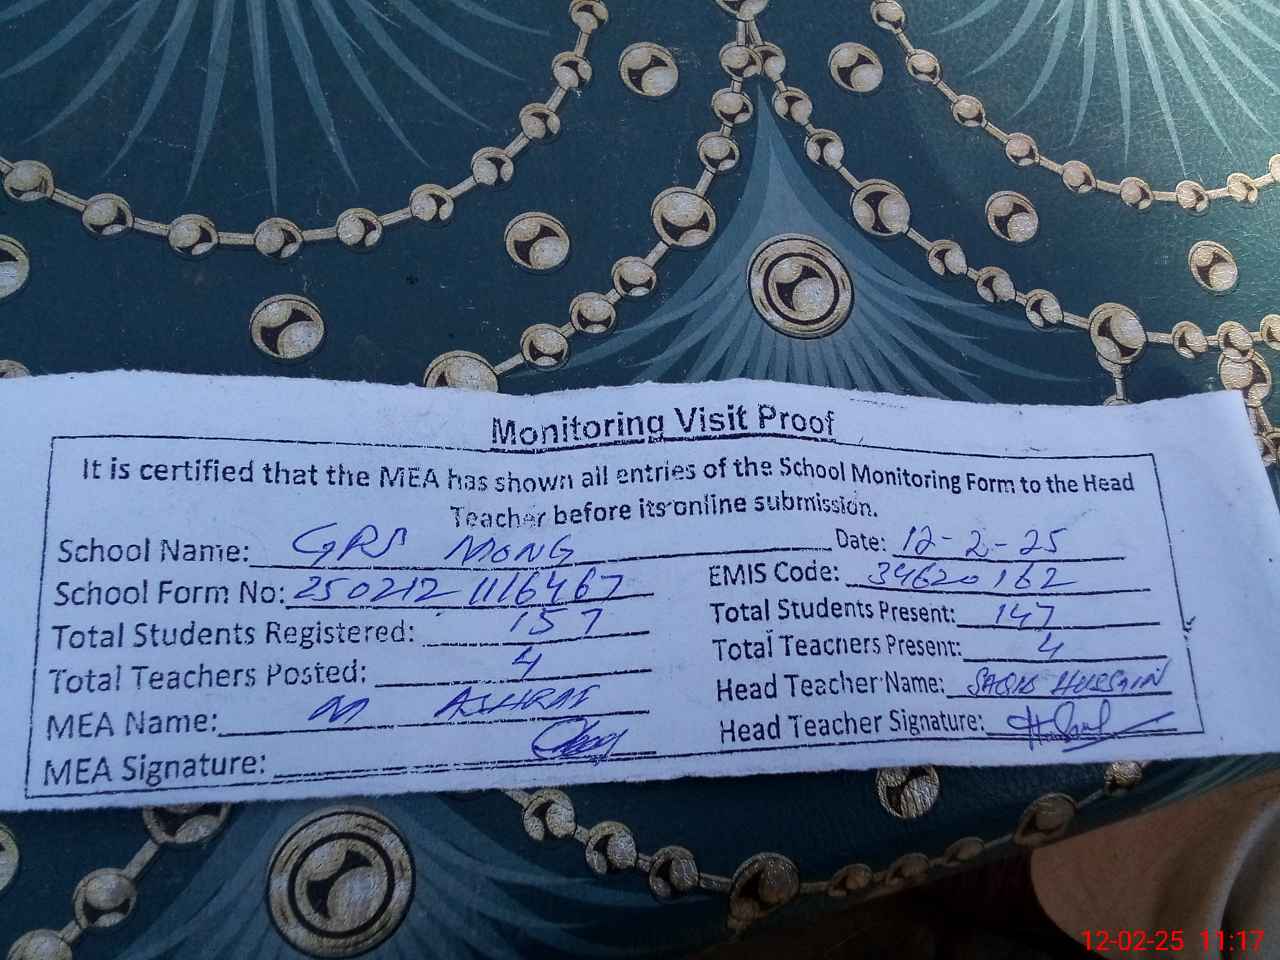 Monitoring Visit Proof
It is certified that the MEA has shown all entries of the School Monitoring Form to the Head
Teacher before its online submission.
School Name: GPS MONG Date: 12-2-25
School Form No: 250212 1116467 EMIS Code: 34620162
Total Students Registered: 157 Total Students Present: 147
Total Teachers Posted: 4 Total Teachers Present: 4
MEA Name: M ASHRAF Head Teacher Name: SAQIB HUSSAIN
MEA Signature: Head Teacher Signature:
12-02-25 11:17